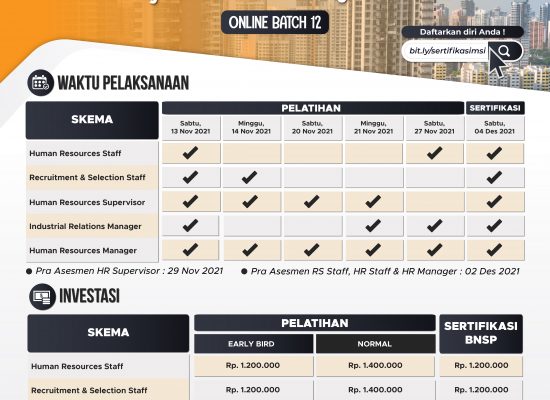 ONLINE BATCH 12
Daftarkan diri Anda !
bit.ly/sertifikasimsi
WAKTU PELAKSANAAN
SKEMA
PELATIHAN
SERTIFIKASI
Sabtu, 13 Nov 2021
Minggu, 14 Nov 2021
Sabtu, 20 Nov 2021
Minggu, 21 Nov 2021
Sabtu, 27 Nov 2021
Sabtu, 04 Des 2021
Human Resources Staff ✔ ✔ ✔
Recruitment & Selection Staff ✔ ✔ ✔
Human Resources Supervisor ✔ ✔ ✔ ✔ ✔
Industrial Relations Manager ✔ ✔ ✔ ✔
Human Resources Manager ✔ ✔ ✔ ✔ ✔ ✔
• Pra Asesmen HR Supervisor : 29 Nov 2021 • Pra Asesmen RS Staff, HR Staff & HR Manager : 02 Des 2021
INVESTASI
SKEMA
PELATIHAN
SERTIFIKASI BNSP
EARLY BIRD
NORMAL
Human Resources Staff Rp. 1.200.000 Rp. 1.400.000 Rp. 1.200.000
Recruitment & Selection Staff Rp. 1.200.000 Rp. 1.400.000 Rp. 1.200.000